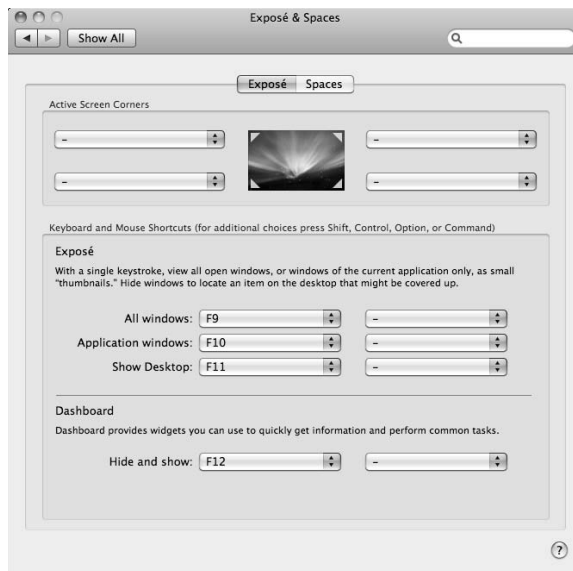 Exposé & Spaces
Show All
Exposé Spaces
Active Screen Corners
– –
– –
Keyboard and Mouse Shortcuts (for additional choices press Shift, Control, Option, or Command)
Exposé
With a single keystroke, view all open windows, or windows of the current application only, as small
“thumbnails.” Hide windows to locate an item on the desktop that might be covered up.
All windows: F9 –
Application windows: F10 –
Show Desktop: F11 –
Dashboard
Dashboard provides widgets you can use to quickly get information and perform common tasks.
Hide and show: F12 –
?